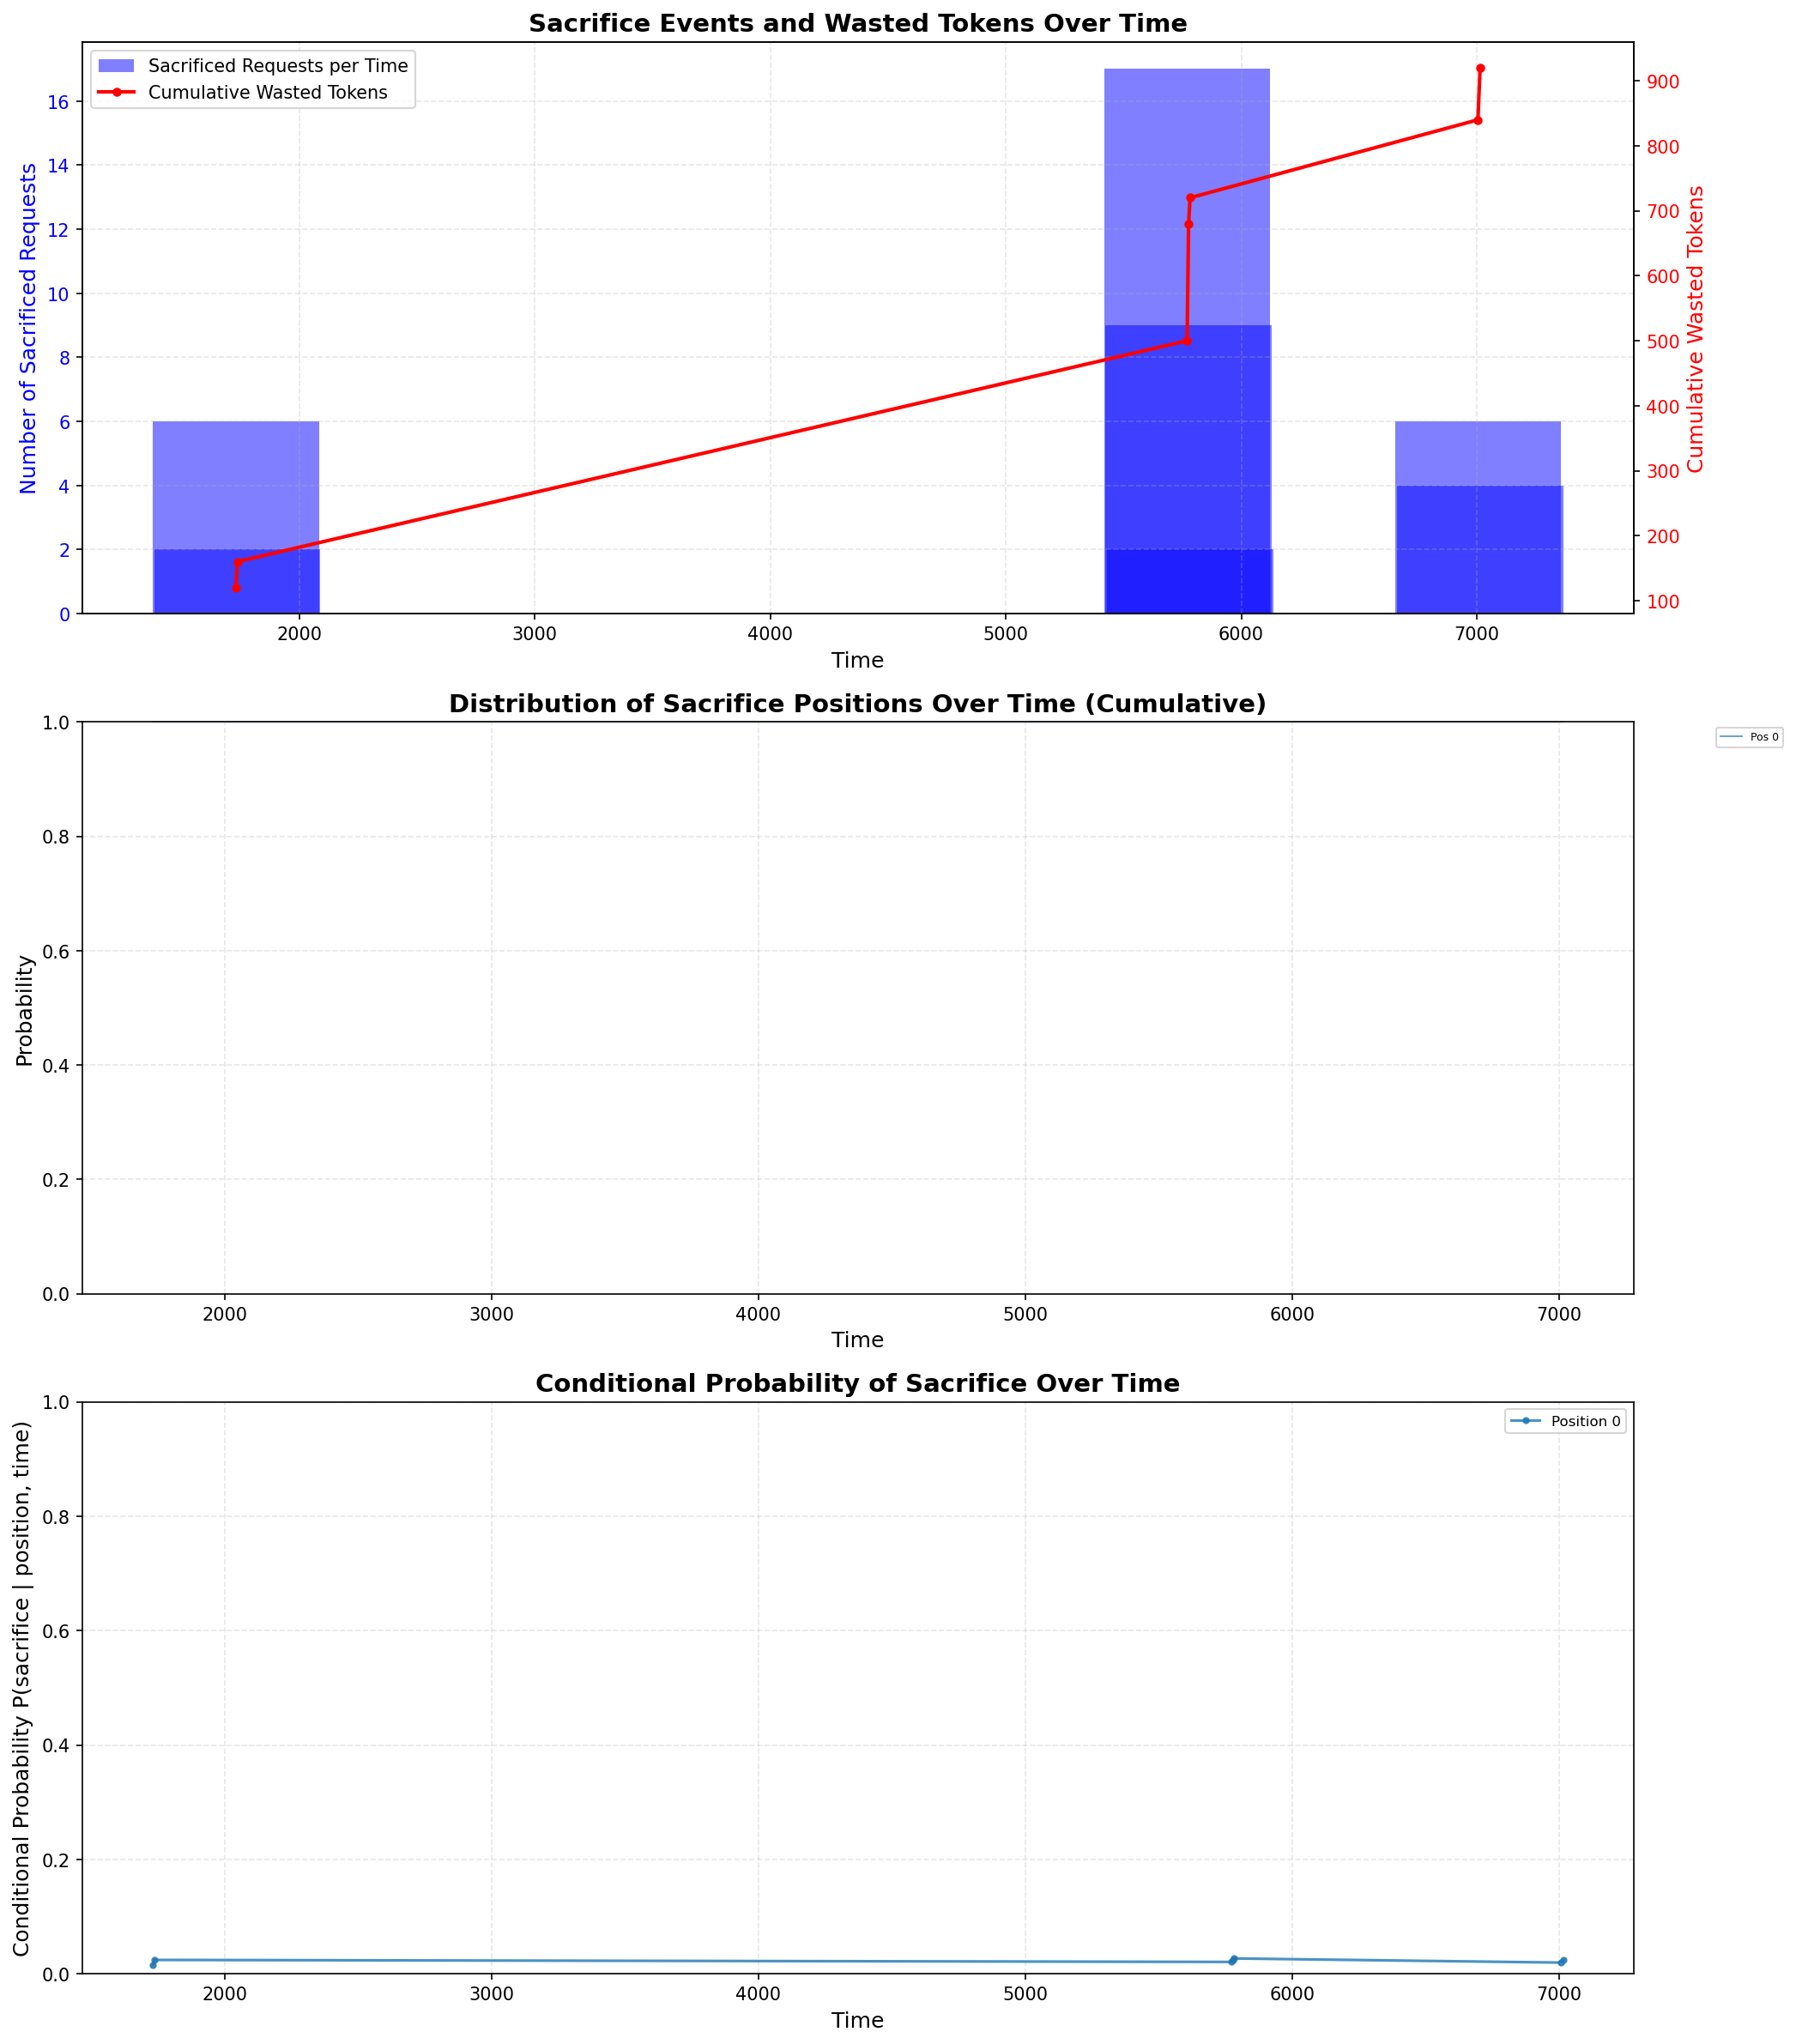 Sacrifice Events and Wasted Tokens Over Time
Sacrificed Requests per Time
Cumulative Wasted Tokens
Number of Sacrificed Requests
16
14
12
10
8
6
4
2
0
900
800
700
600
500
400
300
200
100
Cumulative Wasted Tokens
2000 3000 4000 5000 6000 7000
Time
Distribution of Sacrifice Positions Over Time (Cumulative)
Pos 0
Probability
1.0
0.8
0.6
0.4
0.2
0.0
2000 3000 4000 5000 6000 7000
Time
Conditional Probability of Sacrifice Over Time
Position 0
Conditional Probability P(sacrifice | position, time)
1.0
0.8
0.6
0.4
0.2
0.0
2000 3000 4000 5000 6000 7000
Time